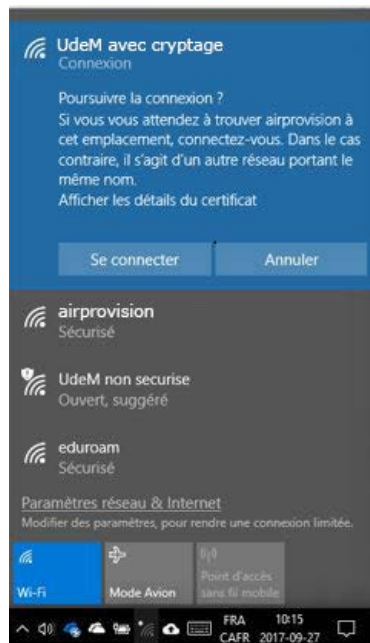 UdeM avec cryptage
Connexion
Poursuivre la connexion ?
Si vous vous attendez à trouver airprovision à
cet emplacement, connectez-vous. Dans le cas
contraire, il s'agit d'un autre réseau portant le
même nom.
Afficher les détails du certificat
Se connecter Annuler
airprovision
Sécurisé
UdeM non securise
Ouvert, suggéré
eduroam
Sécurisé
Paramètres réseau & Internet
Modifier des paramètres, pour rendre une connexion limitée.
Point d'accès
Wi-Fi Mode Avion sans fil mobile
FRA 10:15
CAFR 2017-09-27